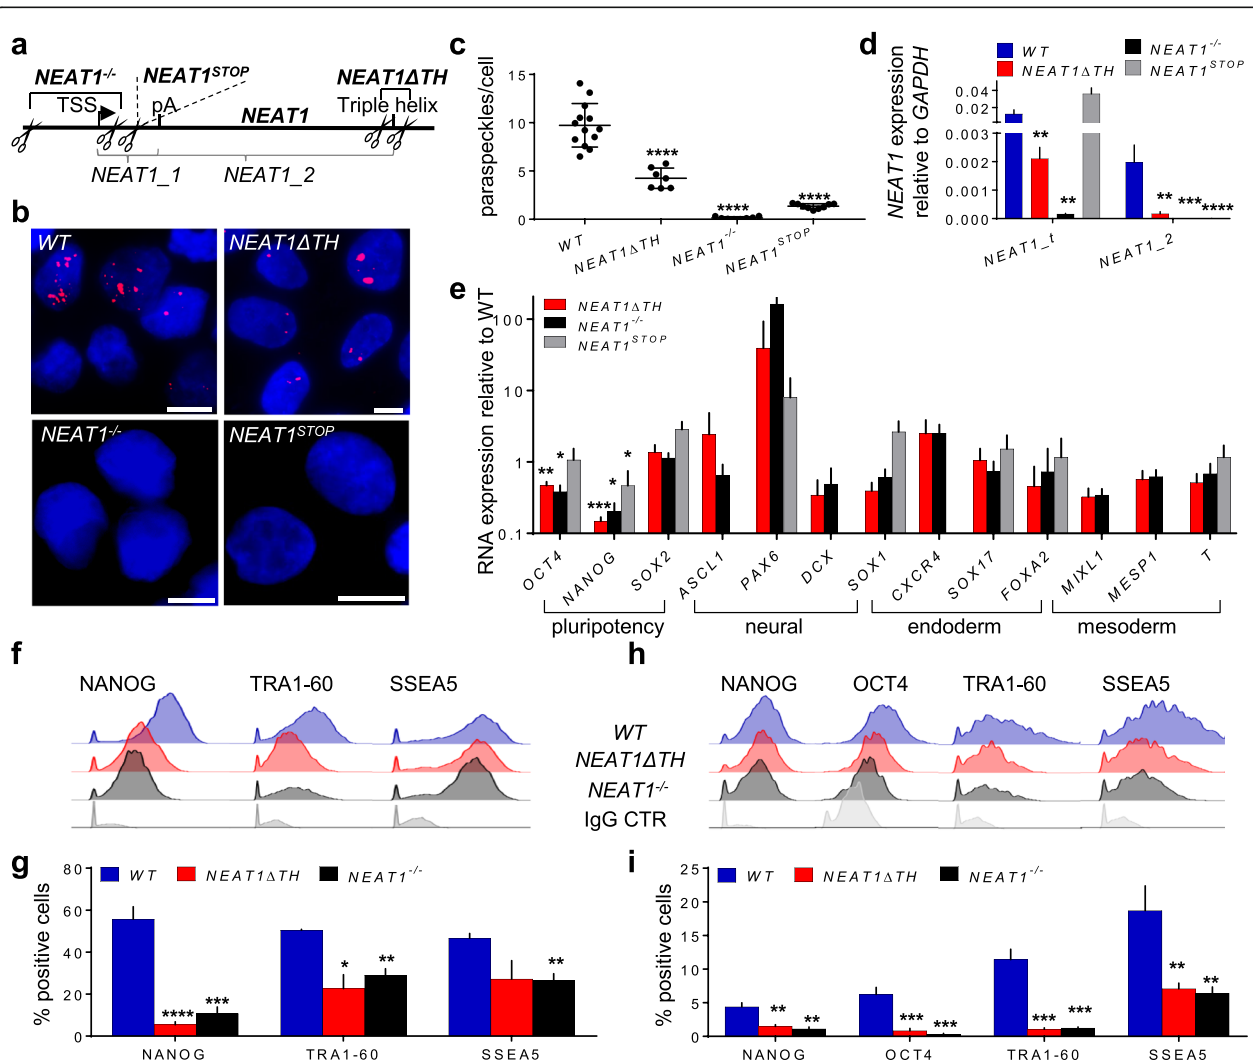 a
NEAT1-/- NEAT1STOP NEAT1ΔTH
TSS pA NEAT1 Triple helix
NEAT1_1 NEAT1_2
b
WT NEAT1ΔTH
NEAT1-/- NEAT1STOP
c
paraspeckles/cell
15
10
5
0
**** **** ****
WT NEAT1ΔTH NEAT1-/- NEAT1STOP
d
WT NEAT1-/-
NEAT1ΔTH NEAT1STOP
NEAT1 expression
relative to GAPDH
0.04
0.02
0.003
0.002
0.001
0.000
** ** ** *** ****
NEAT1_t NEAT1_2
e
NEAT1ΔTH
NEAT1-/-
NEAT1STOP
RNA expression relative to WT
100
10
1
0.1
** * *** * *
OCT4 NANOG SOX2 ASCL1 PAX6 DCX SOX1 CXCR4 SOX17 FOXA2 MIXL1 MESP1 T
pluripotency neural endoderm mesoderm
f
NANOG TRA1-60 SSEA5
WT
NEAT1ΔTH
NEAT1-/-
IgG CTR
h
NANOG OCT4 TRA1-60 SSEA5
g
WT NEAT1ΔTH NEAT1-/-
% positive cells
80
60
40
20
0
**** *** * ** **
NANOG TRA1-60 SSEA5
i
WT NEAT1ΔTH NEAT1-/-
% positive cells
25
20
15
10
5
0
** ** *** *** *** *** ** **
NANOG OCT4 TRA1-60 SSEA5